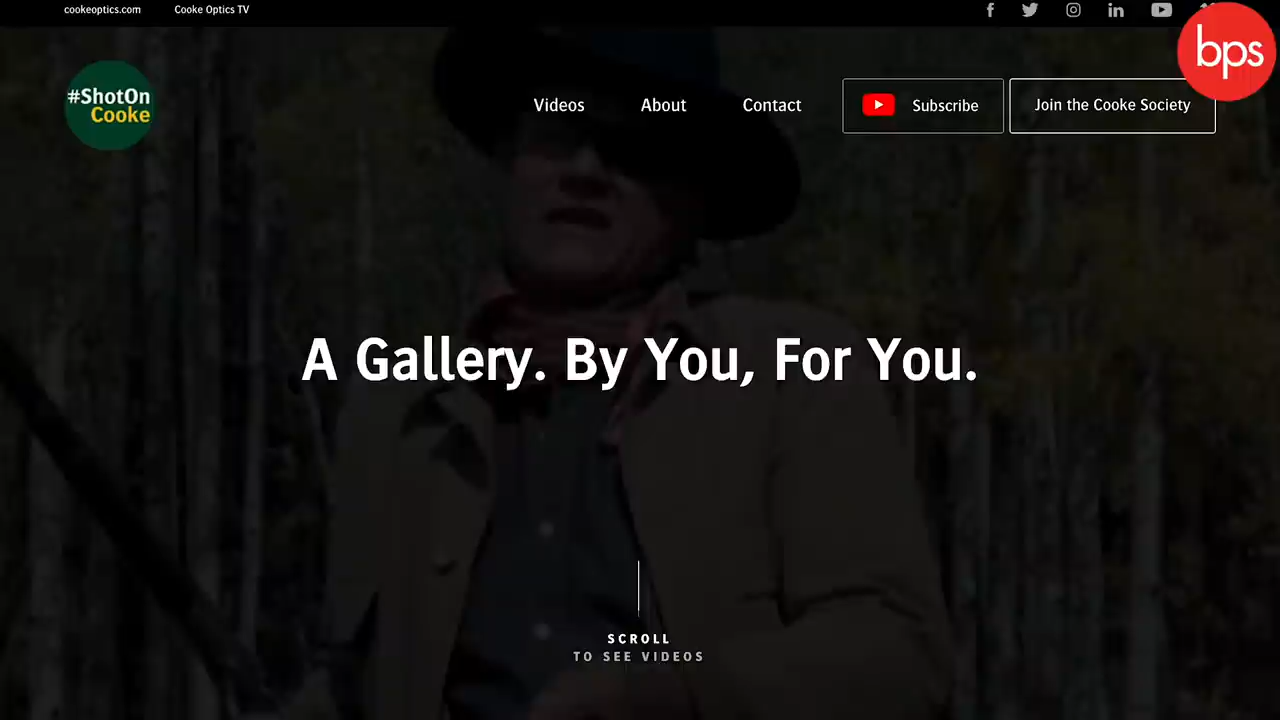 cookeoptics.com
Cooke Optics TV
bps
#ShotOn
Cooke
Videos
About
Contact
Subscribe
Join the Cooke Society
A Gallery. By You, For You.
SCROLL
TO SEE VIDEOS